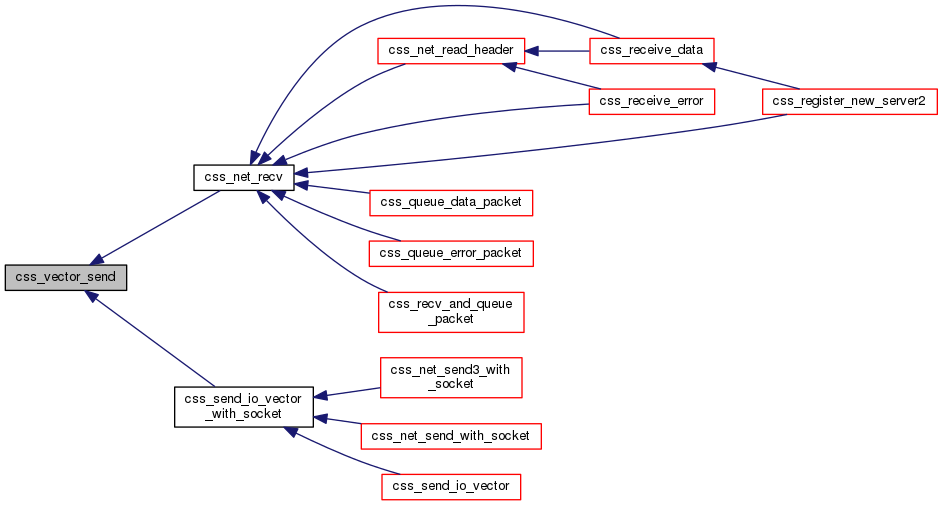 css_net_read_header
css_receive_data
css_receive_error
css_register_new_server2
css_net_recv
css_queue_data_packet
css_queue_error_packet
css_vector_send
css_recv_and_queue
_packet
css_net_send3_with
_socket
css_send_io_vector
_with_socket
css_net_send_with_socket
css_send_io_vector